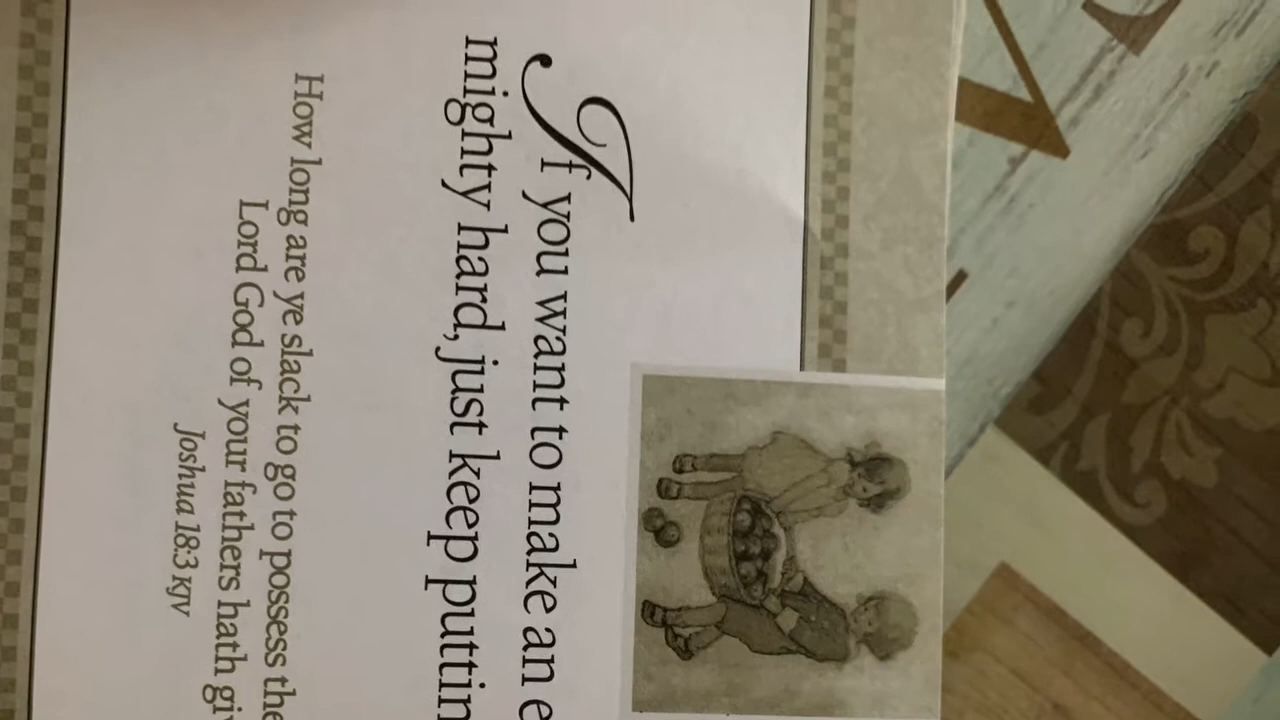 If you want to make an e
mighty hard, just keep puttin
How long are ye slack to go to possess the
Lord God of your fathers hath giv
Joshua 18:3 KJV